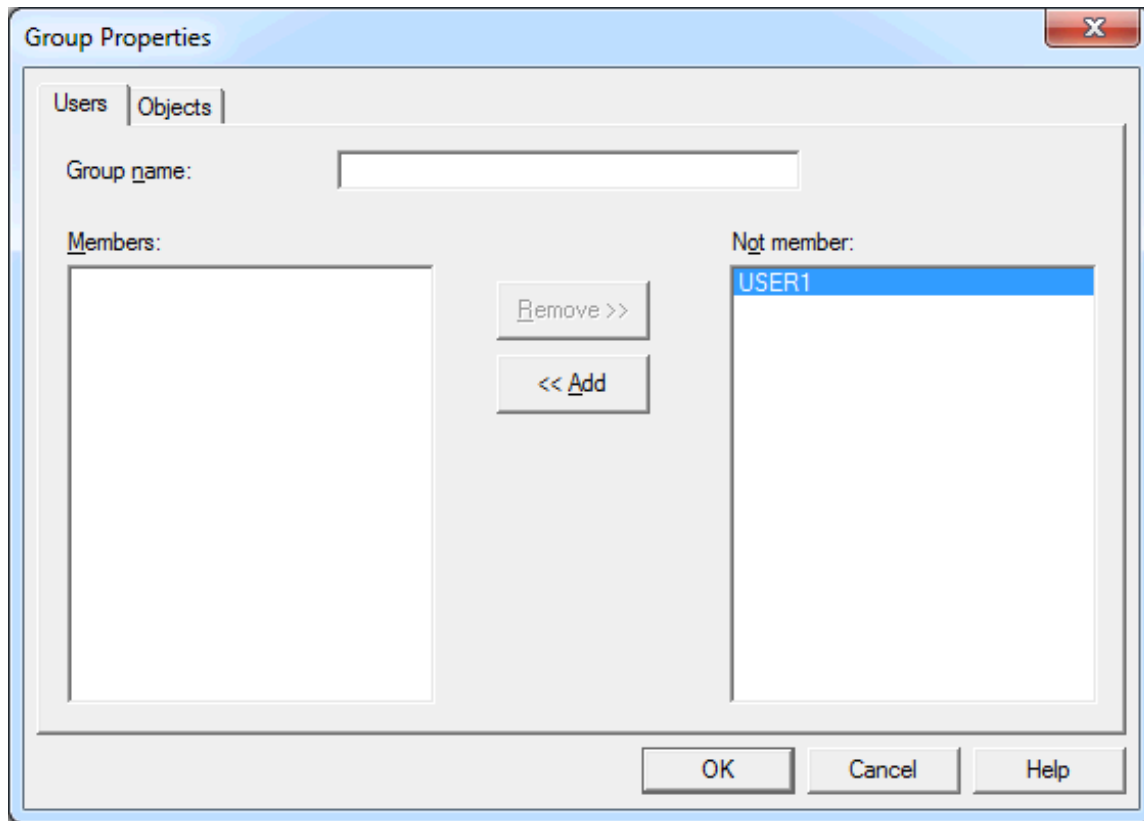 Group Properties
Users Objects
Group name:
Members: Not member:
USER1
Remove >>
<< Add
OK Cancel Help